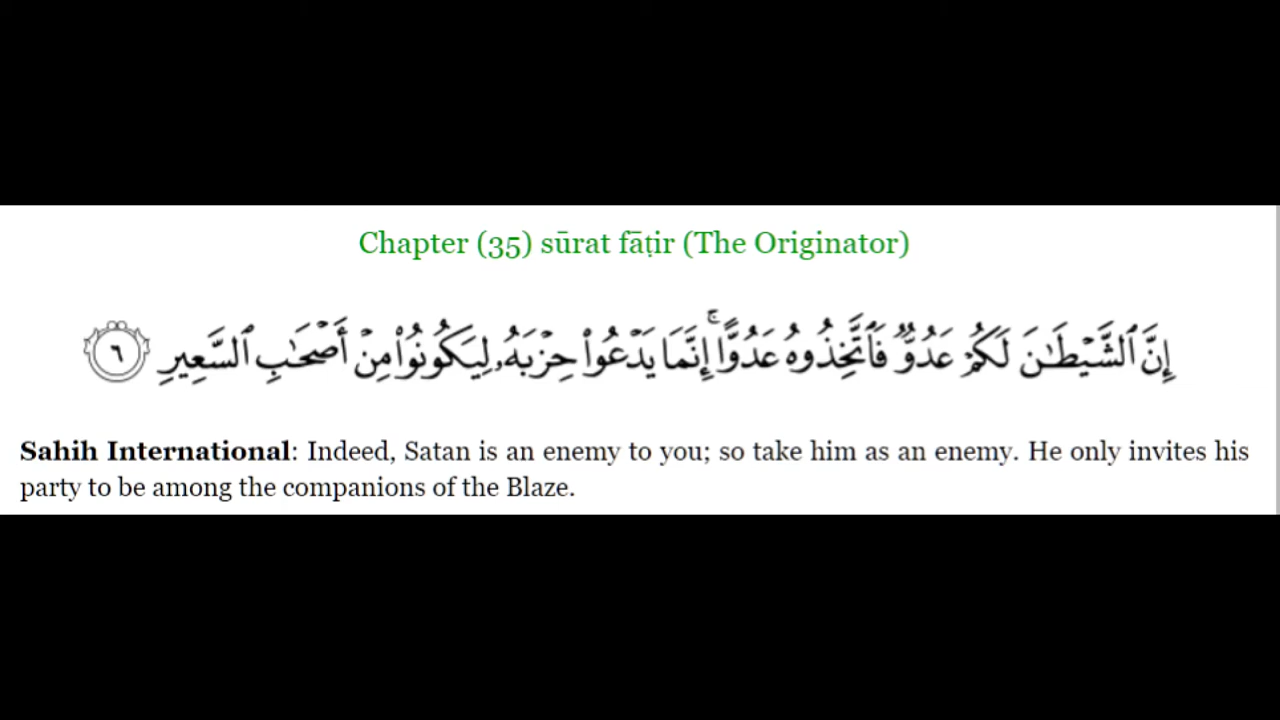 Chapter (35) sūrat fāṭir (The Originator)
إِنَّ ٱلشَّيْطَٰنَ لَكُمْ عَدُوٌّ فَٱتَّخِذُوهُ عَدُوًّا ۚ إِنَّمَا يَدْعُوا۟ حِزْبَهُۥ لِيَكُونُوا۟ مِنْ أَصْحَٰبِ ٱلسَّعِيرِ ٦
Sahih International: Indeed, Satan is an enemy to you; so take him as an enemy. He only invites his
party to be among the companions of the Blaze.